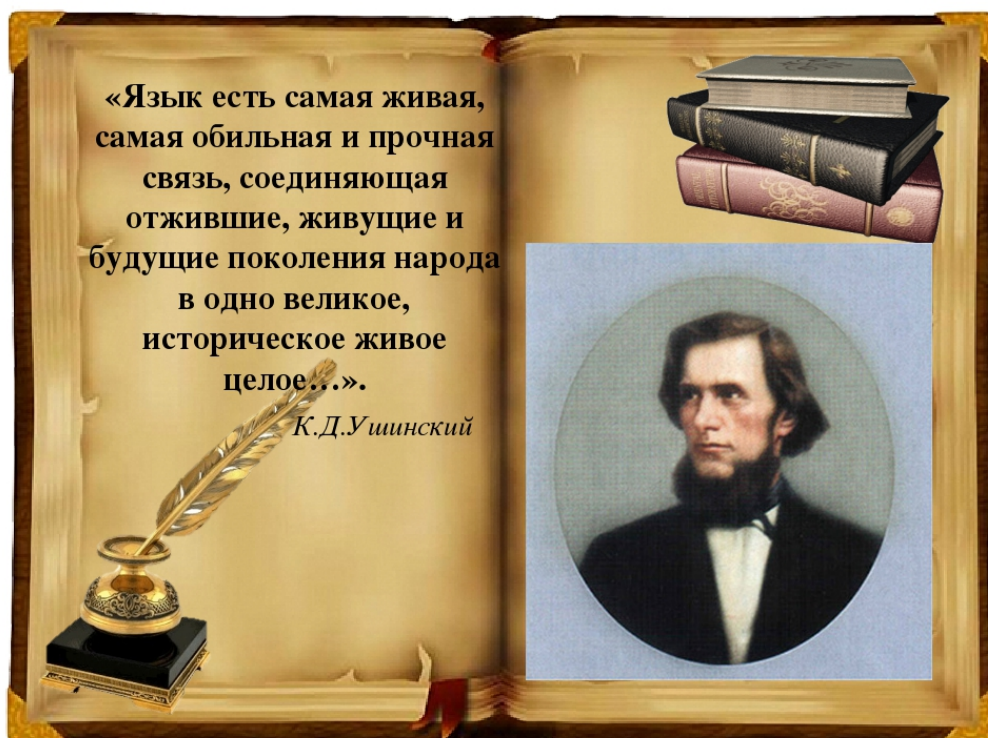 «Язык есть самая живая,
самая обильная и прочная
связь, соединяющая
отжившие, живущие и
будущие поколения народа
в одно великое,
историческое живое
целое…».
К.Д.Ушинский